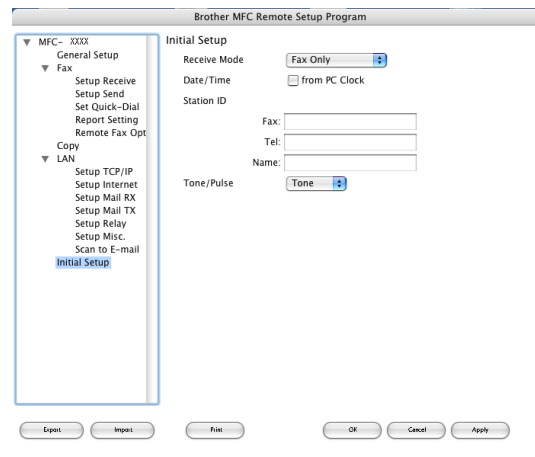 Brother MFC Remote Setup Program
MFC- XXXX
General Setup
Fax
Setup Receive
Setup Send
Set Quick-Dial
Report Setting
Remote Fax Opt
Copy
LAN
Setup TCP/IP
Setup Internet
Setup Mail RX
Setup Mail TX
Setup Relay
Setup Misc.
Scan to E-mail
Initial Setup
Initial Setup
Receive Mode Fax Only
Date/Time from PC Clock
Station ID
Fax:
Tel:
Name:
Tone/Pulse Tone
Export Import Print OK Cancel Apply